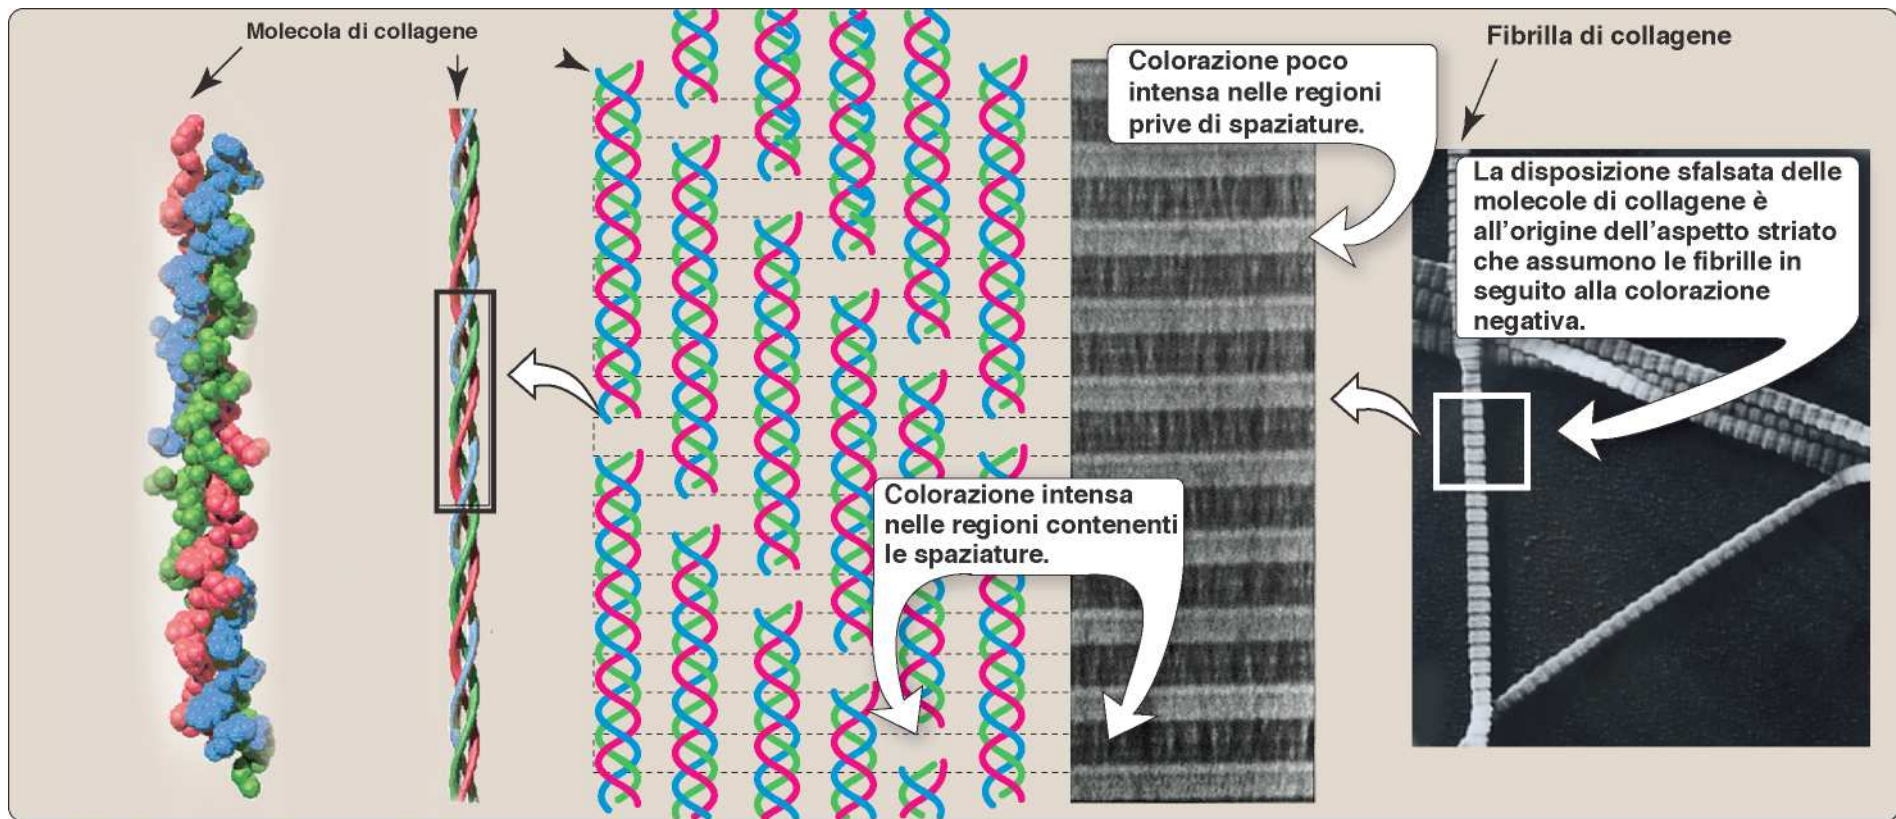 Molecola di collagene
Colorazione poco
intensa nelle regioni
prive di spaziature.
Fibrilla di collagene
La disposizione sfalsata delle
molecole di collagene è
all’origine dell’aspetto striato
che assumono le fibrille in
seguito alla colorazione
negativa.
Colorazione intensa
nelle regioni contenenti
le spaziature.